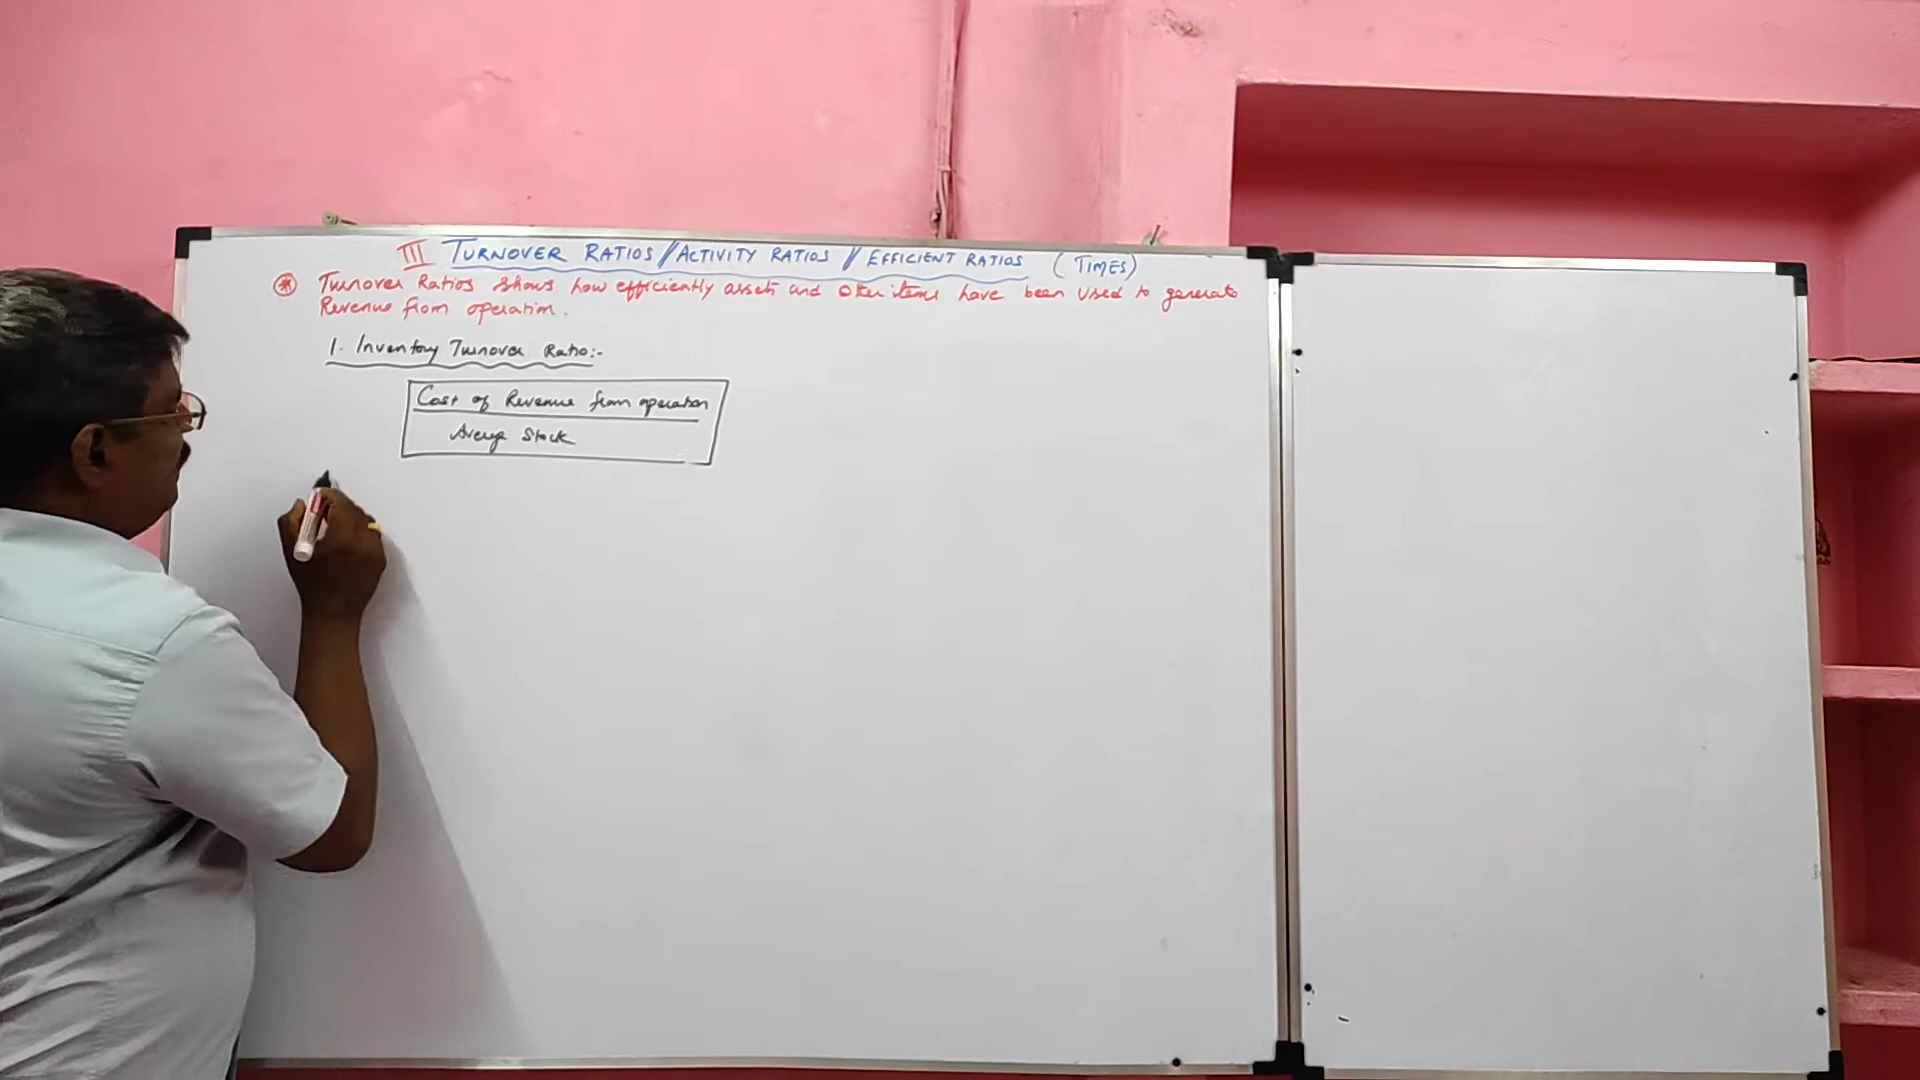 III TURNOVER RATIOS // ACTIVITY RATIOS // EFFICIENT RATIOS (TIMES)
* Turnover Ratios shows how efficiently assets and other items have been used to generate
Revenue from operation.
1. Inventory Turnover Ratio:-
Cost of Revenue from operation
Average Stock